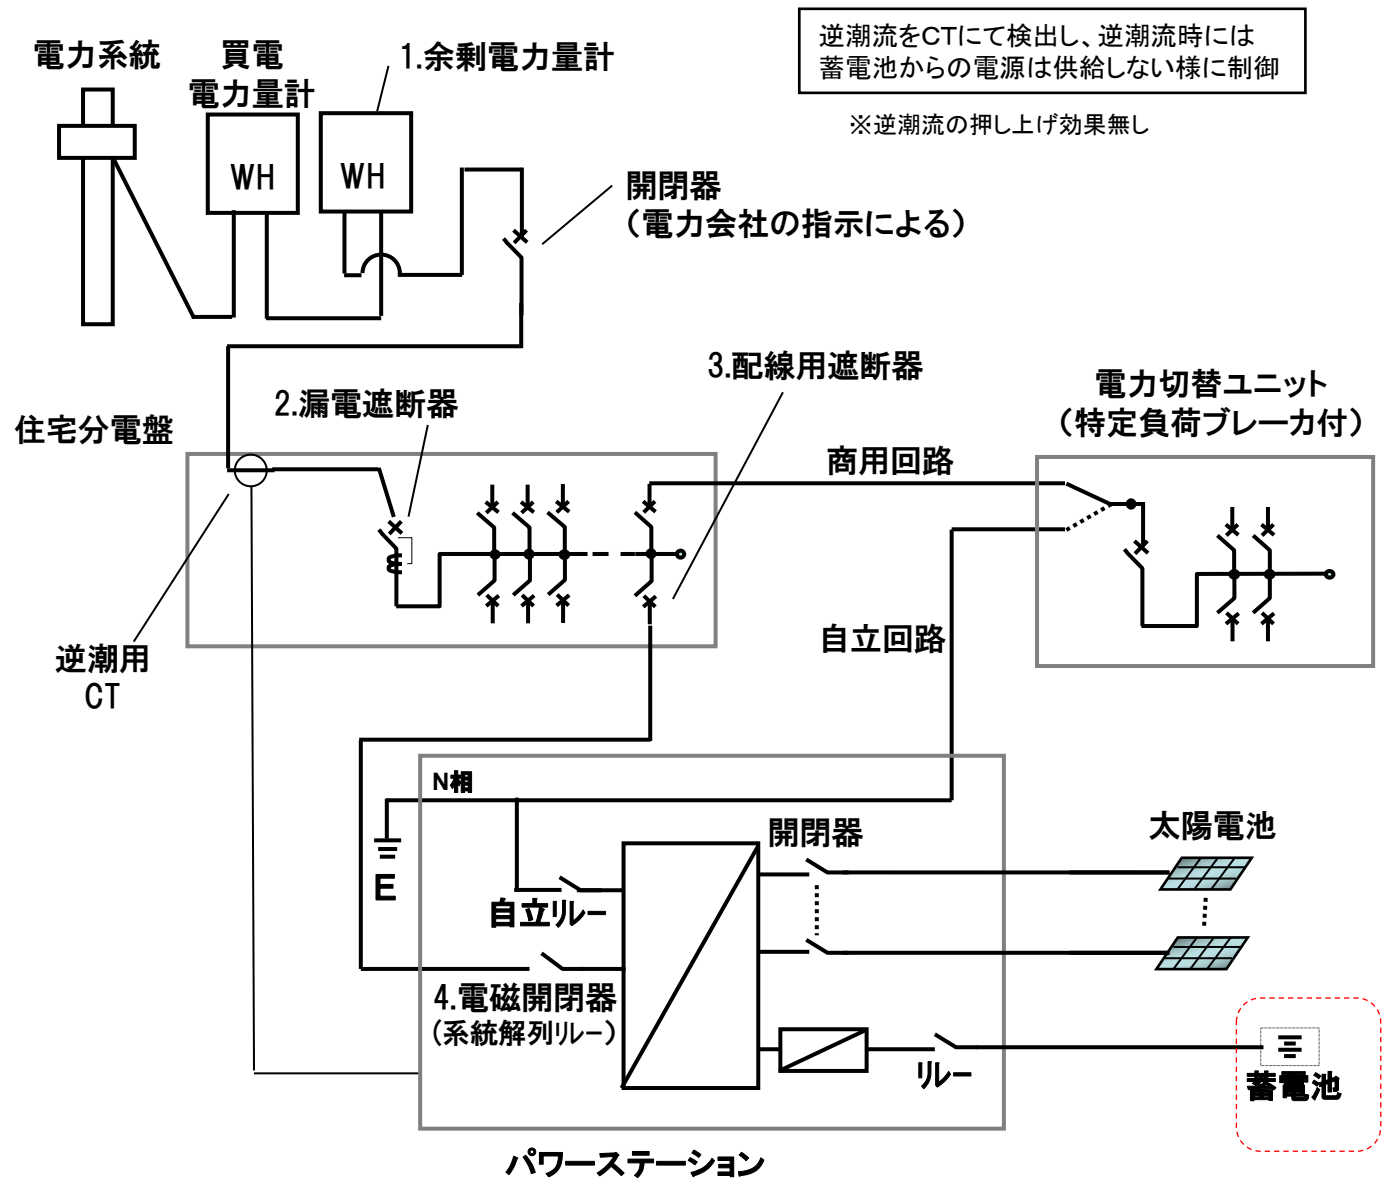 逆潮流をCTにて検出し、逆潮流時には
蓄電池からの電源は供給しない様に制御
※逆潮流の押し上げ効果無し
電力系統
買電
電力量計
1.余剰電力量計
WH
WH
開閉器
（電力会社の指示による）
3.配線用遮断器
2.漏電遮断器
電力切替ユニット
（特定負荷ブレーカ付）
住宅分電盤
商用回路
自立回路
逆潮用
CT
N相
E
開閉器
太陽電池
自立リレー
4.電磁開閉器
（系統解列リレー）
リレー
蓄電池
パワーステーション